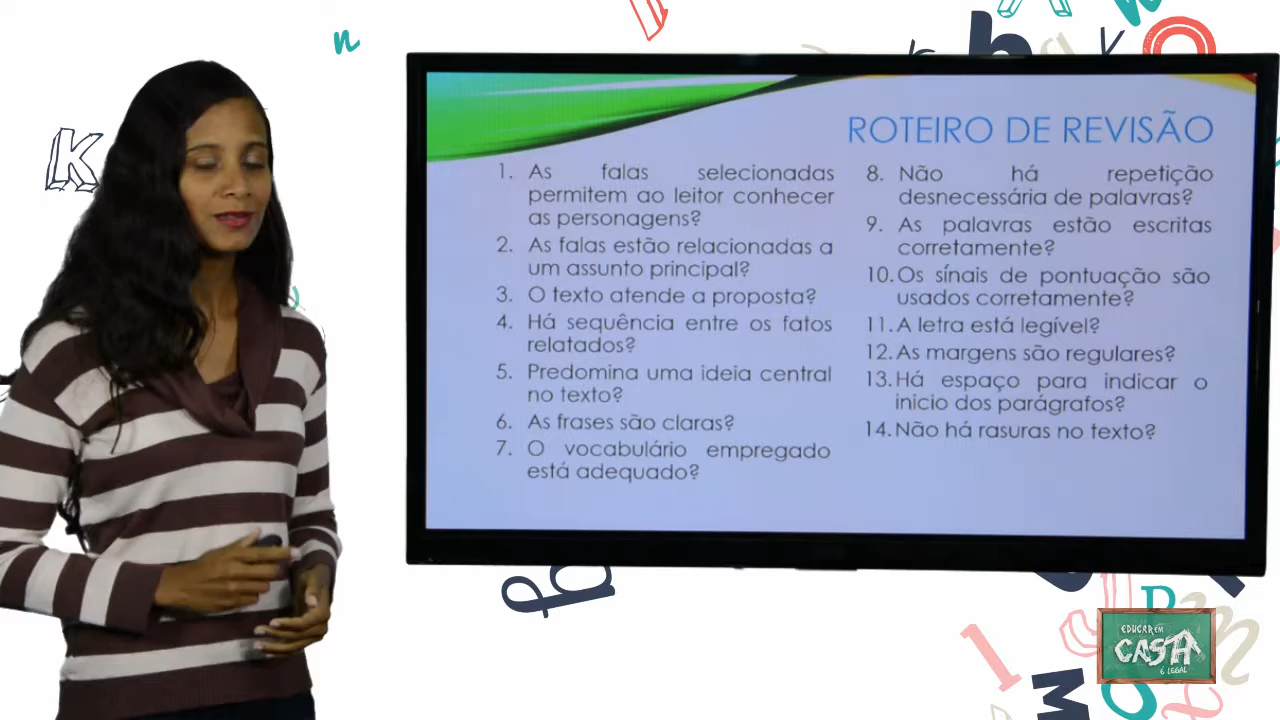 ROTEIRO DE REVISÃO
1. As falas selecionadas
permitem ao leitor conhecer
as personagens?
2. As falas estão relacionadas a
um assunto principal?
3. O texto atende a proposta?
4. Há sequência entre os fatos
relatados?
5. Predomina uma ideia central
no texto?
6. As frases são claras?
7. O vocabulário empregado
está adequado?
8. Não há repetição
desnecessária de palavras?
9. As palavras estão escritas
corretamente?
10. Os sínais de pontuação são
usados corretamente?
11. A letra está legível?
12. As margens são regulares?
13. Há espaço para indicar o
início dos parágrafos?
14. Não há rasuras no texto?
EDUCAR EM
CASA
É LEGAL